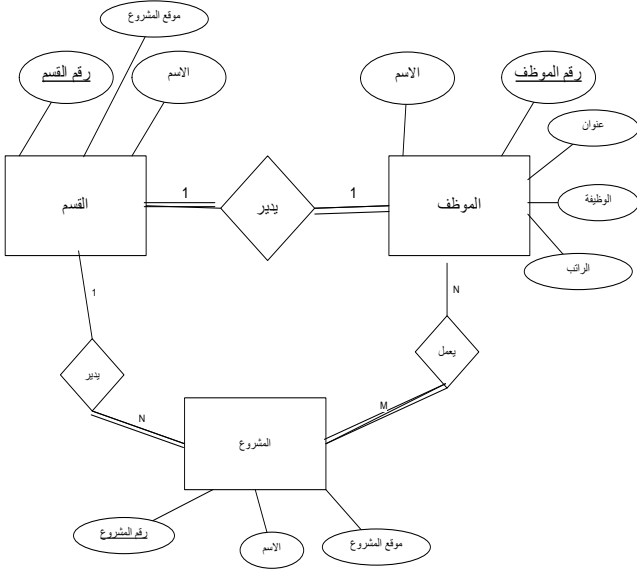 موقع المشروع
رقم القسم
الاسم
الاسم
رقم الموظف
عنوان
القسم
1
يدير
1
الموظف
الوظيفة
الراتب
1
N
يدير
يعمل
N
M
المشروع
رقم المشروع
الاسم
موقع المشروع